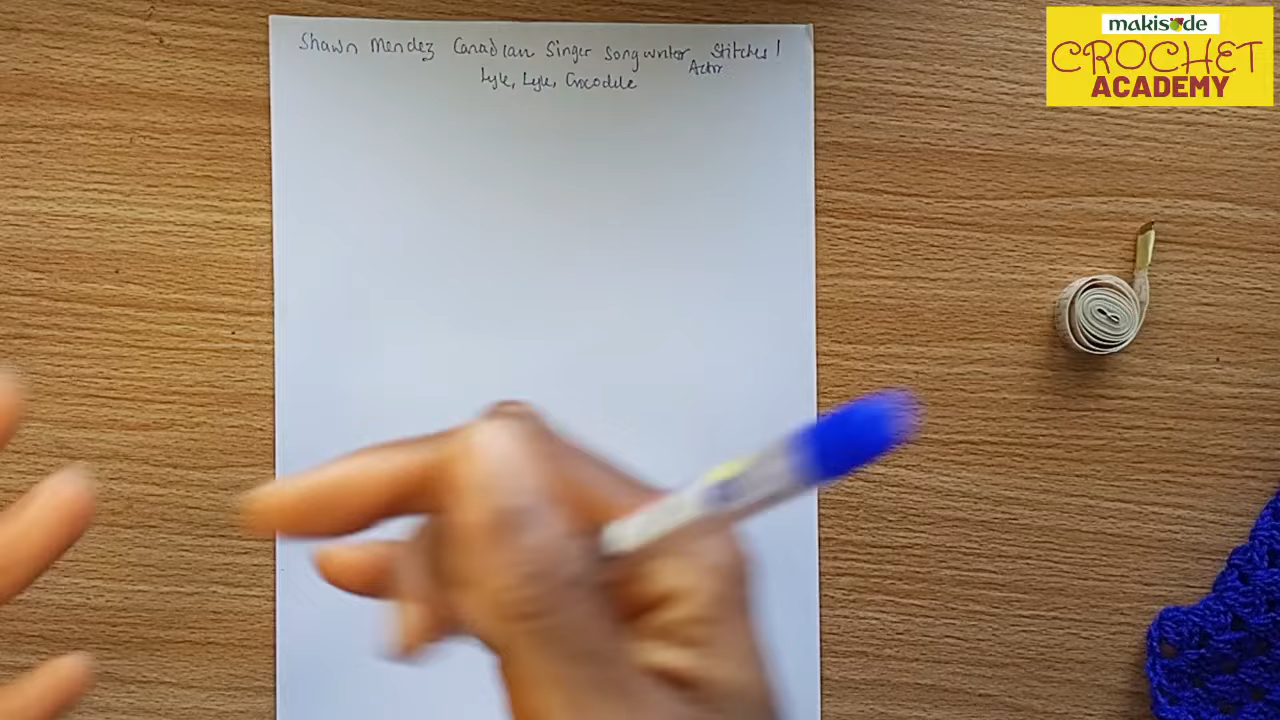 Shawn Mendez Canadian Singer Songwriter Stitches!
Actor
Lyle, Lyle, Crocodile
makisode
CROCHET
ACADEMY